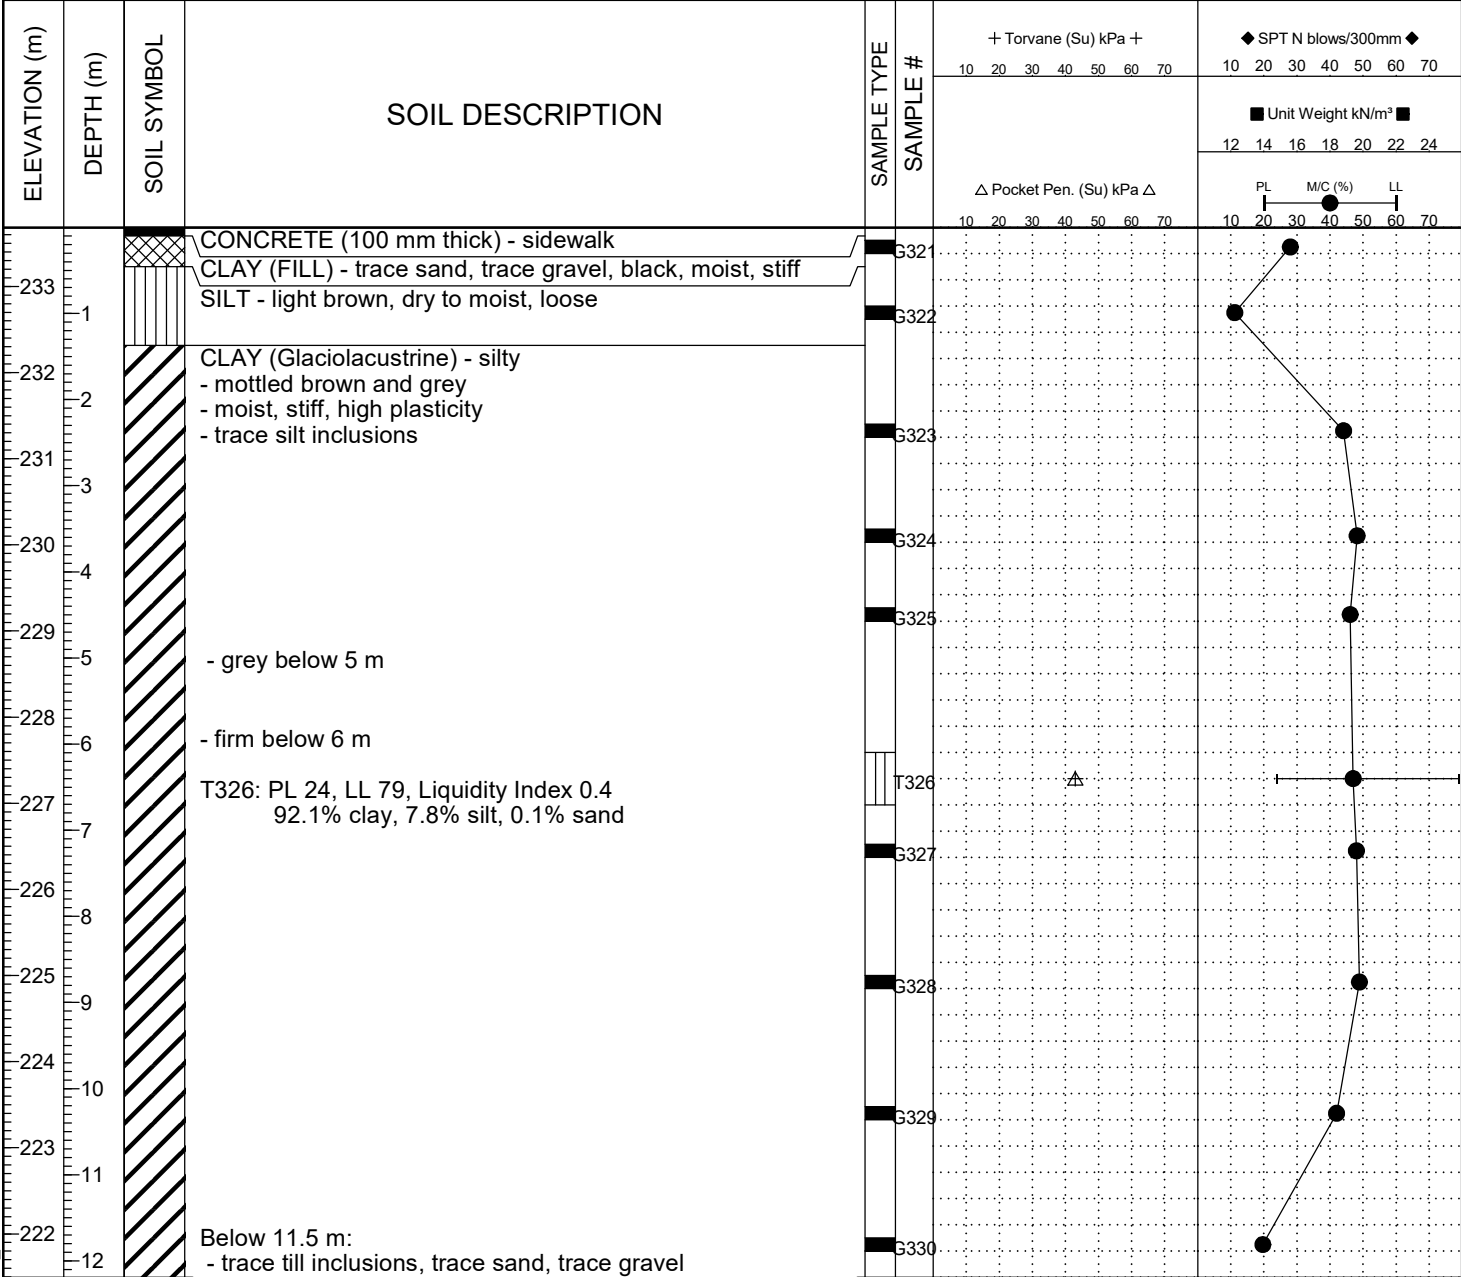 ELEVATION (m)
DEPTH (m)
SOIL SYMBOL
SOIL DESCRIPTION
SAMPLE TYPE
SAMPLE #
+ Torvane (Su) kPa +
10 20 30 40 50 60 70
△ Pocket Pen. (Su) kPa △
10 20 30 40 50 60 70
◆ SPT N blows/300mm ◆
10 20 30 40 50 60 70
■ Unit Weight kN/m³ ■
12 14 16 18 20 22 24
PL M/C (%) LL
10 20 30 40 50 60 70
CONCRETE (100 mm thick) - sidewalk
G321
CLAY (FILL) - trace sand, trace gravel, black, moist, stiff
233
SILT - light brown, dry to moist, loose
1
G322
CLAY (Glaciolacustrine) - silty
232
- mottled brown and grey
2
- moist, stiff, high plasticity
- trace silt inclusions
G323
231
3
230
G324
4
G325
229
5
- grey below 5 m
228
6
- firm below 6 m
T326
T326: PL 24, LL 79, Liquidity Index 0.4
227
92.1% clay, 7.8% silt, 0.1% sand
7
G327
226
8
225
G328
9
224
10
G329
223
11
222
Below 11.5 m:
G330
12
- trace till inclusions, trace sand, trace gravel